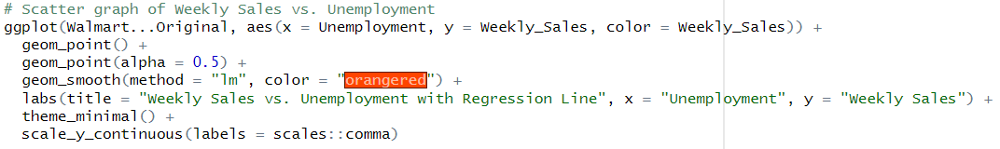 # Scatter graph of Weekly Sales vs. Unemployment
ggplot(Walmart...Original, aes(x = Unemployment, y = Weekly_Sales, color = Weekly_Sales)) +
  geom_point() +
  geom_point(alpha = 0.5) +
  geom_smooth(method = "lm", color = "orangered") +
  labs(title = "Weekly Sales vs. Unemployment with Regression Line", x = "Unemployment", y = "Weekly Sales") +
  theme_minimal() +
  scale_y_continuous(labels = scales::comma)